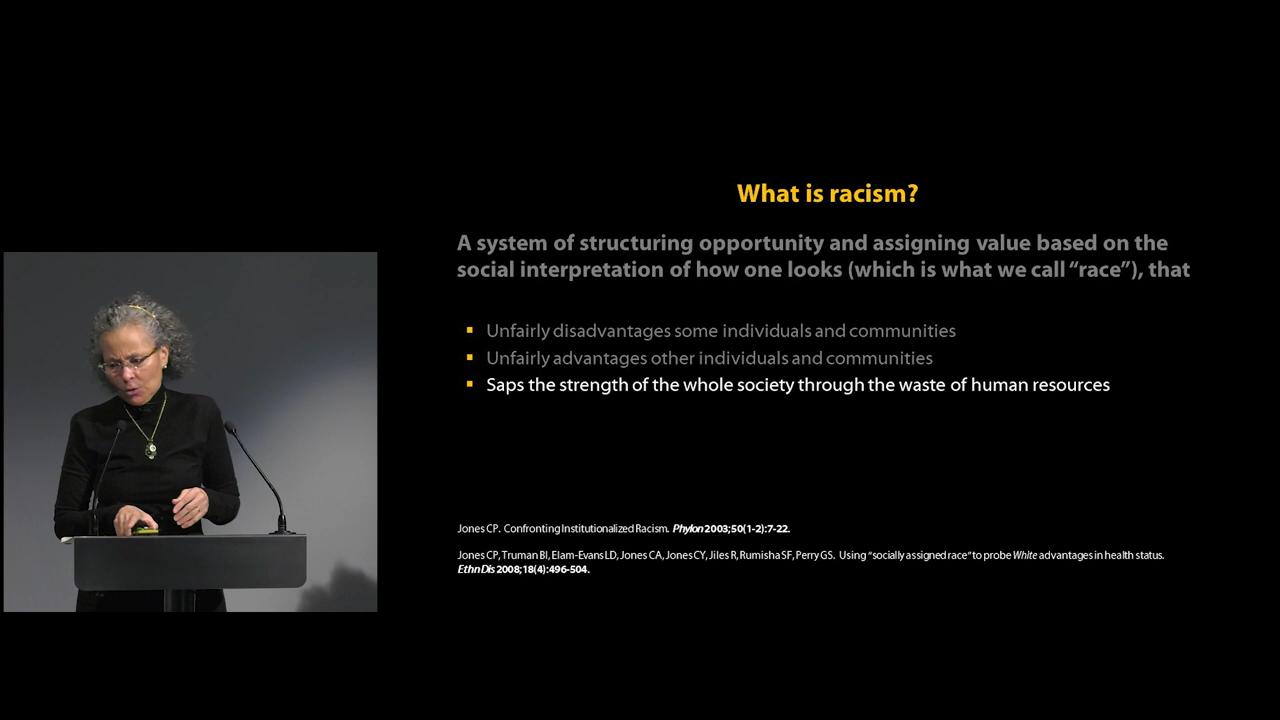 What is racism?
A system of structuring opportunity and assigning value based on the
social interpretation of how one looks (which is what we call “race”), that
▪ Unfairly disadvantages some individuals and communities
▪ Unfairly advantages other individuals and communities
▪ Saps the strength of the whole society through the waste of human resources
Jones CP. Confronting Institutionalized Racism. Phylon 2003;50(1-2):7-22.
Jones CP, Truman BI, Elam-Evans LD, Jones CA, Jones CY, Jiles R, Rumisha SF, Perry GS. Using “socially assigned race” to probe White advantages in health status.
Ethn Dis 2008;18(4):496-504.